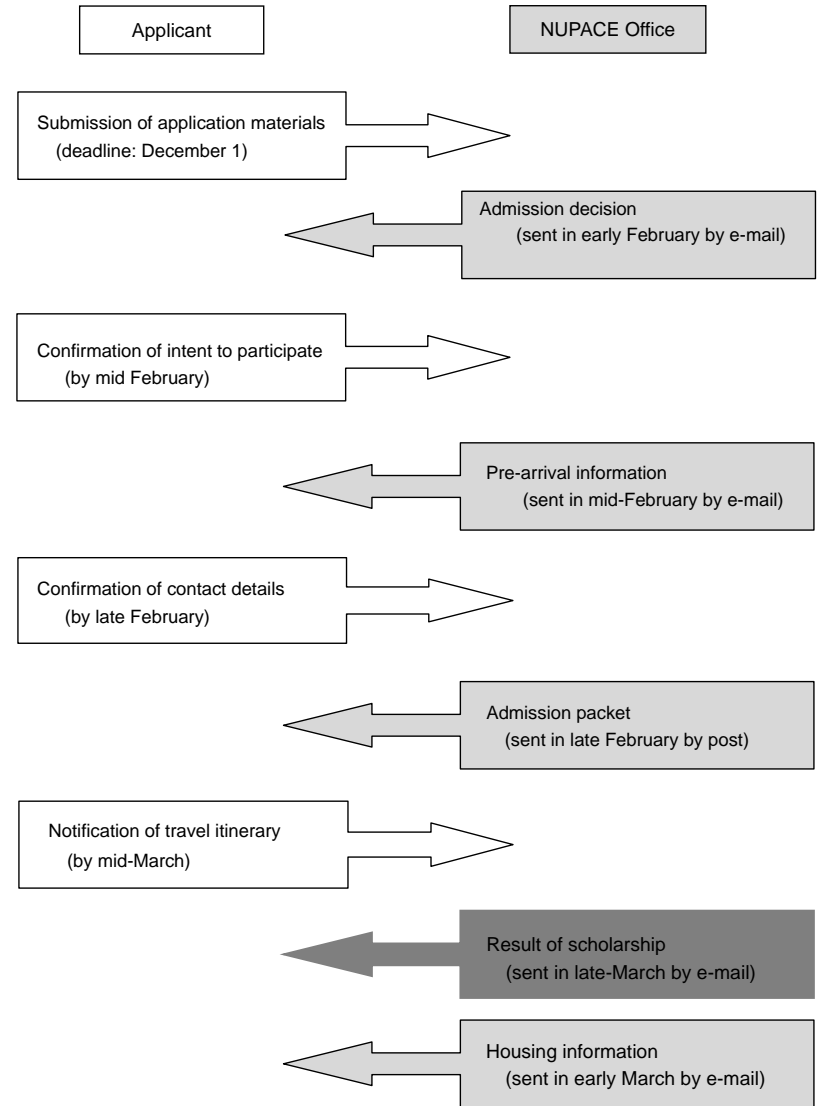 Applicant
NUPACE Office
Submission of application materials
(deadline: December 1)
Admission decision
(sent in early February by e-mail)
Confirmation of intent to participate
(by mid February)
Pre-arrival information
(sent in mid-February by e-mail)
Confirmation of contact details
(by late February)
Admission packet
(sent in late February by post)
Notification of travel itinerary
(by mid-March)
Result of scholarship
(sent in late-March by e-mail)
Housing information
(sent in early March by e-mail)